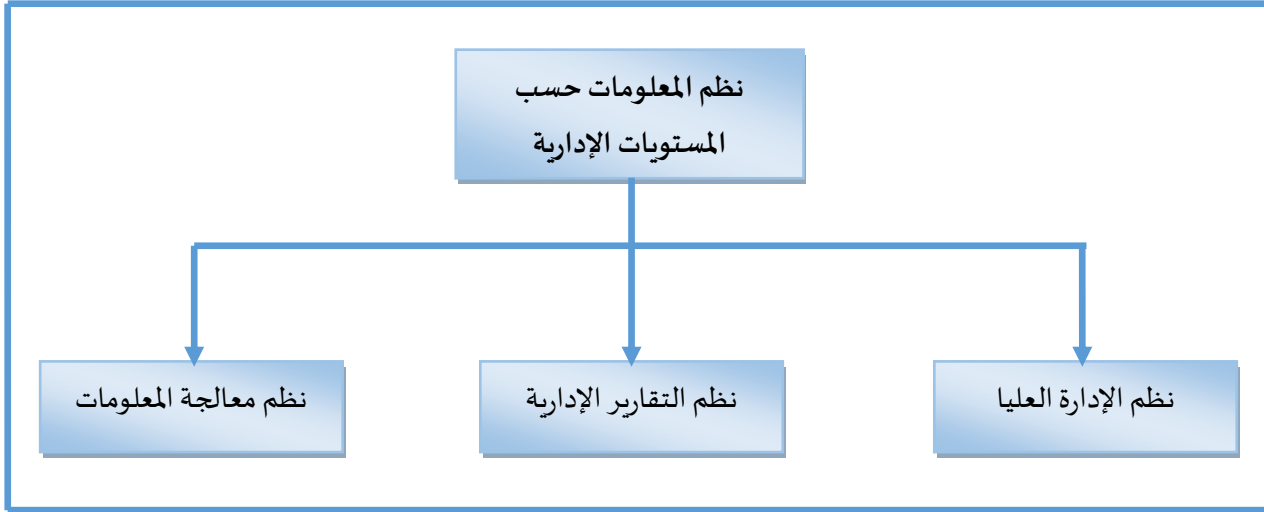 نظم المعلومات حسب
المستويات الإدارية
نظم الإدارة العليا
نظم التقارير الإدارية
نظم معالجة المعلومات